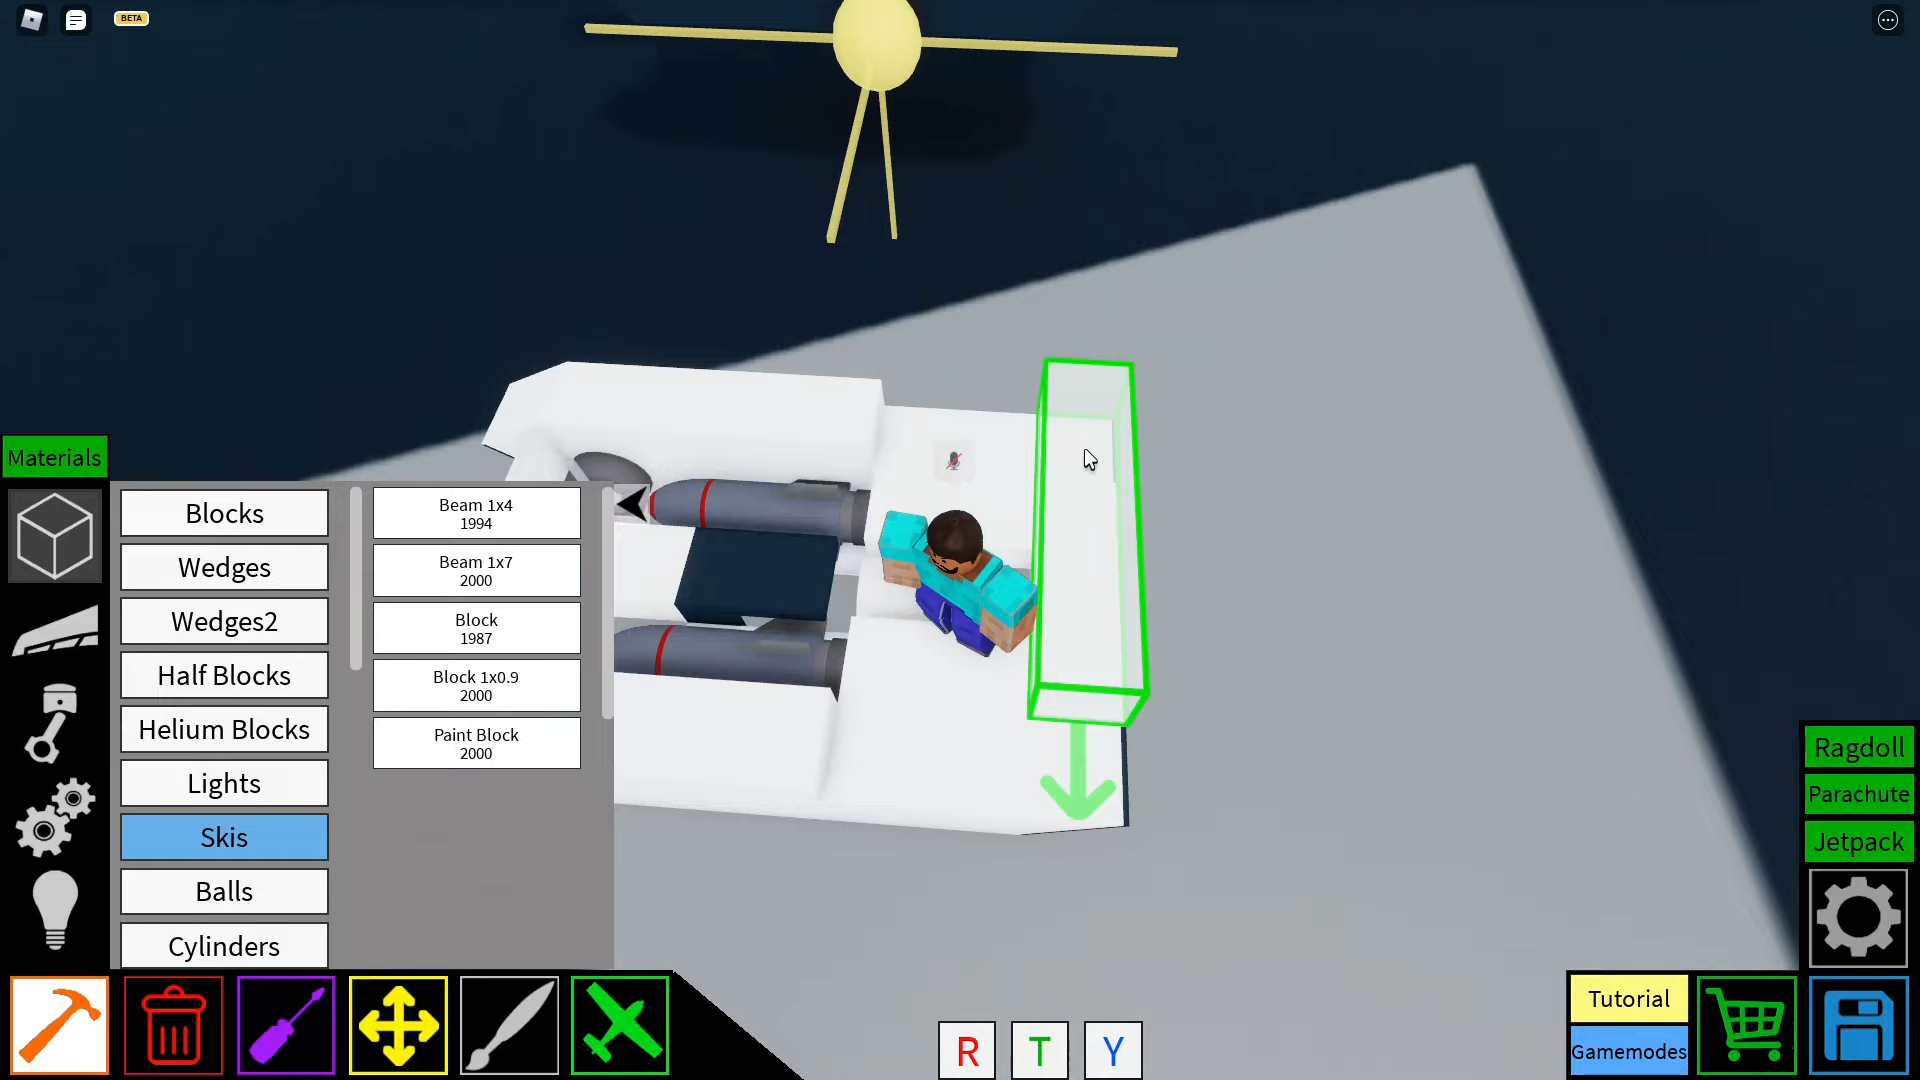 BETA
Materials
Blocks
Wedges
Wedges2
Half Blocks
Helium Blocks
Lights
Skis
Balls
Cylinders
Beam 1x4
1994
Beam 1x7
2000
Block
1987
Block 1x0.9
2000
Paint Block
2000
Ragdoll
Parachute
Jetpack
R T Y
Tutorial
Gamemodes